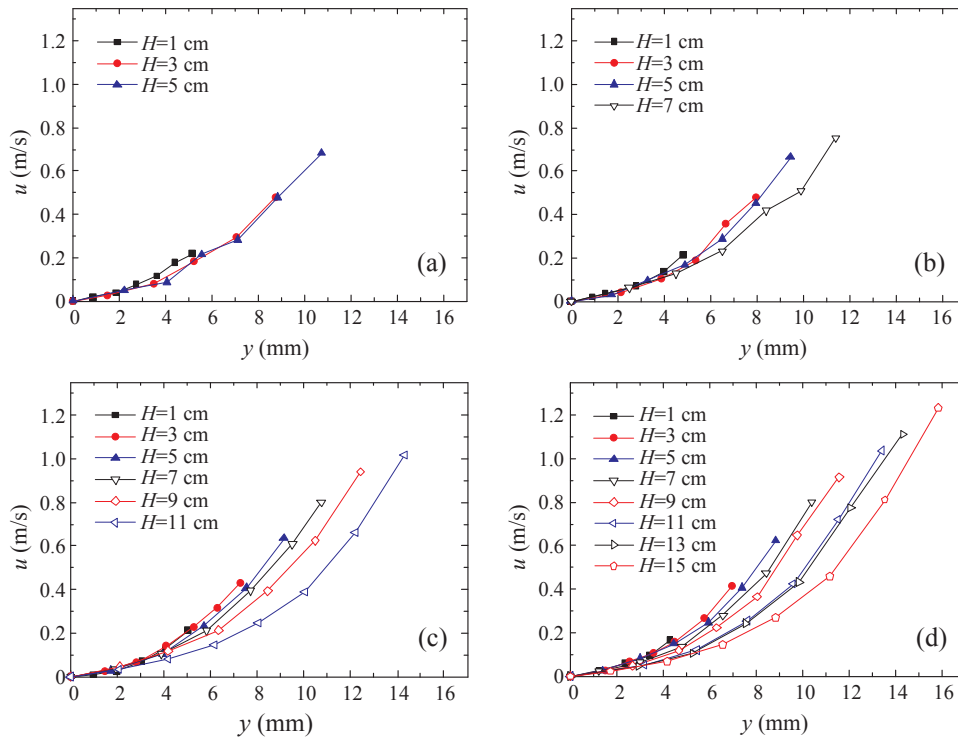 1.2
1.0
0.8
0.6
0.4
0.2
0
u (m/s)
H=1 cm
H=3 cm
H=5 cm
(a)
0 2 4 6 8 10 12 14 16
y (mm)
1.2
1.0
0.8
0.6
0.4
0.2
0
u (m/s)
H=1 cm
H=3 cm
H=5 cm
H=7 cm
(b)
0 2 4 6 8 10 12 14 16
y (mm)
1.2
1.0
0.8
0.6
0.4
0.2
0
u (m/s)
H=1 cm
H=3 cm
H=5 cm
H=7 cm
H=9 cm
H=11 cm
(c)
0 2 4 6 8 10 12 14 16
y (mm)
1.2
1.0
0.8
0.6
0.4
0.2
0
u (m/s)
H=1 cm
H=3 cm
H=5 cm
H=7 cm
H=9 cm
H=11 cm
H=13 cm
H=15 cm
(d)
0 2 4 6 8 10 12 14 16
y (mm)